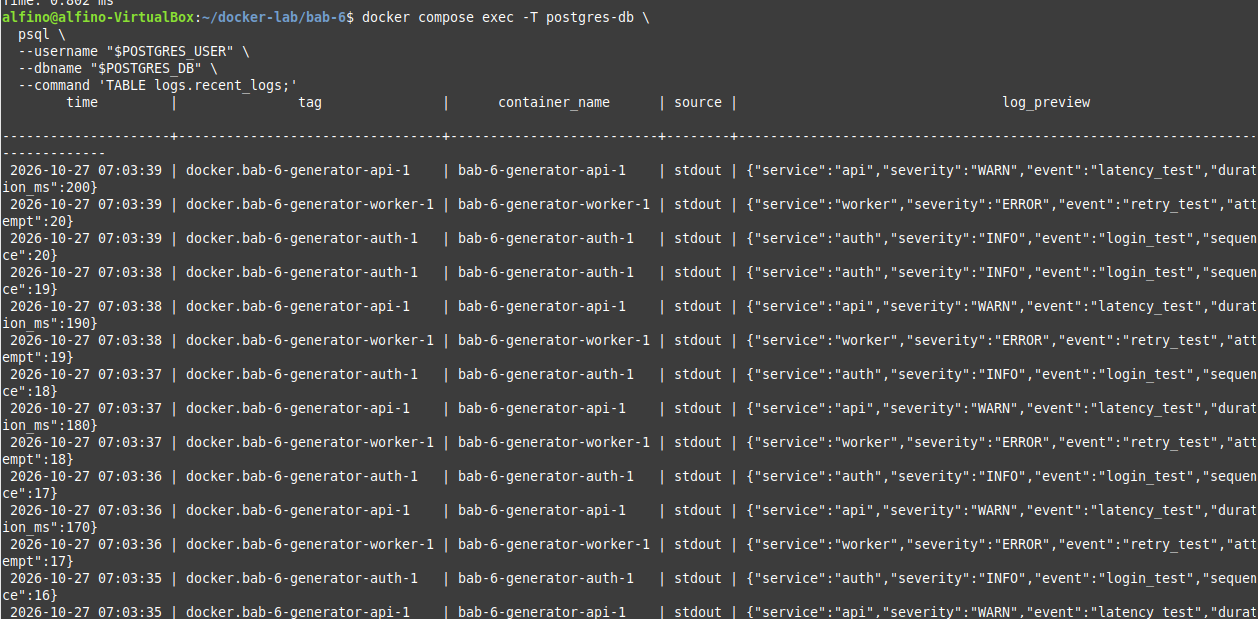 Time: 0.802 ms
alfino@alfino-VirtualBox:~/docker-lab/bab-6$ docker compose exec -T postgres-db \
  psql \
  --username "$POSTGRES_USER" \
  --dbname "$POSTGRES_DB" \
  --command 'TABLE logs.recent_logs;'
        time         |               tag               |      container_name      | source |                                 log_preview
---------------------+---------------------------------+--------------------------+--------+-----------------------------------------------------------------
-------------
 2026-10-27 07:03:39 | docker.bab-6-generator-api-1    | bab-6-generator-api-1    | stdout | {"service":"api","severity":"WARN","event":"latency_test","durat
ion_ms":200}
 2026-10-27 07:03:39 | docker.bab-6-generator-worker-1 | bab-6-generator-worker-1 | stdout | {"service":"worker","severity":"ERROR","event":"retry_test","att
empt":20}
 2026-10-27 07:03:39 | docker.bab-6-generator-auth-1   | bab-6-generator-auth-1   | stdout | {"service":"auth","severity":"INFO","event":"login_test","sequen
ce":20}
 2026-10-27 07:03:38 | docker.bab-6-generator-auth-1   | bab-6-generator-auth-1   | stdout | {"service":"auth","severity":"INFO","event":"login_test","sequen
ce":19}
 2026-10-27 07:03:38 | docker.bab-6-generator-api-1    | bab-6-generator-api-1    | stdout | {"service":"api","severity":"WARN","event":"latency_test","durat
ion_ms":190}
 2026-10-27 07:03:38 | docker.bab-6-generator-worker-1 | bab-6-generator-worker-1 | stdout | {"service":"worker","severity":"ERROR","event":"retry_test","att
empt":19}
 2026-10-27 07:03:37 | docker.bab-6-generator-auth-1   | bab-6-generator-auth-1   | stdout | {"service":"auth","severity":"INFO","event":"login_test","sequen
ce":18}
 2026-10-27 07:03:37 | docker.bab-6-generator-api-1    | bab-6-generator-api-1    | stdout | {"service":"api","severity":"WARN","event":"latency_test","durat
ion_ms":180}
 2026-10-27 07:03:37 | docker.bab-6-generator-worker-1 | bab-6-generator-worker-1 | stdout | {"service":"worker","severity":"ERROR","event":"retry_test","att
empt":18}
 2026-10-27 07:03:36 | docker.bab-6-generator-auth-1   | bab-6-generator-auth-1   | stdout | {"service":"auth","severity":"INFO","event":"login_test","sequen
ce":17}
 2026-10-27 07:03:36 | docker.bab-6-generator-api-1    | bab-6-generator-api-1    | stdout | {"service":"api","severity":"WARN","event":"latency_test","durat
ion_ms":170}
 2026-10-27 07:03:36 | docker.bab-6-generator-worker-1 | bab-6-generator-worker-1 | stdout | {"service":"worker","severity":"ERROR","event":"retry_test","att
empt":17}
 2026-10-27 07:03:35 | docker.bab-6-generator-auth-1   | bab-6-generator-auth-1   | stdout | {"service":"auth","severity":"INFO","event":"login_test","sequen
ce":16}
 2026-10-27 07:03:35 | docker.bab-6-generator-api-1    | bab-6-generator-api-1    | stdout | {"service":"api","severity":"WARN","event":"latency_test","durat